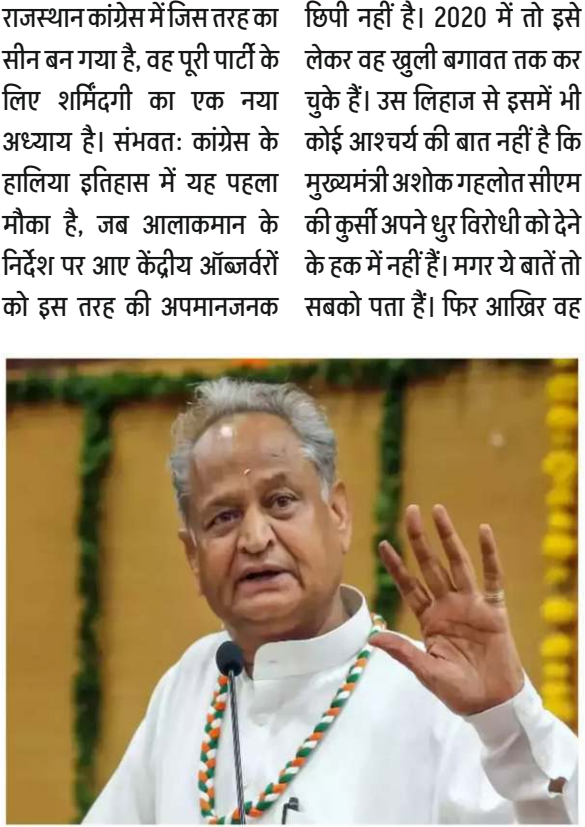 राजस्थान कांग्रेस में जिस तरह का
सीन बन गया है, वह पूरी पार्टी के
लिए शर्मिंदगी का एक नया
अध्याय है। संभवतः कांग्रेस के
हालिया इतिहास में यह पहला
मौका है, जब आलाकमान के
निर्देश पर आए केंद्रीय ऑब्जर्वरों
को इस तरह की अपमानजनक
छिपी नहीं है। 2020 में तो इसे
लेकर वह खुली बगावत तक कर
चुके हैं। उस लिहाज से इसमें भी
कोई आश्चर्य की बात नहीं है कि
मुख्यमंत्री अशोक गहलोत सीएम
की कुर्सी अपने धुर विरोधी को देने
के हक में नहीं हैं। मगर ये बातें तो
सबको पता हैं। फिर आखिर वह